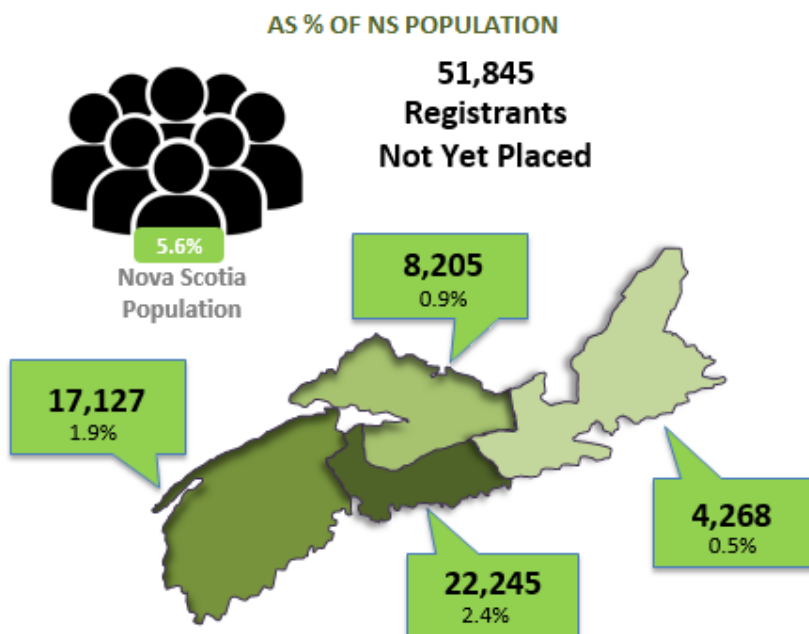 AS % OF NS POPULATION
51,845
Registrants
Not Yet Placed
5.6%
Nova Scotia
Population
8,205
0.9%
17,127
1.9%
4,268
0.5%
22,245
2.4%